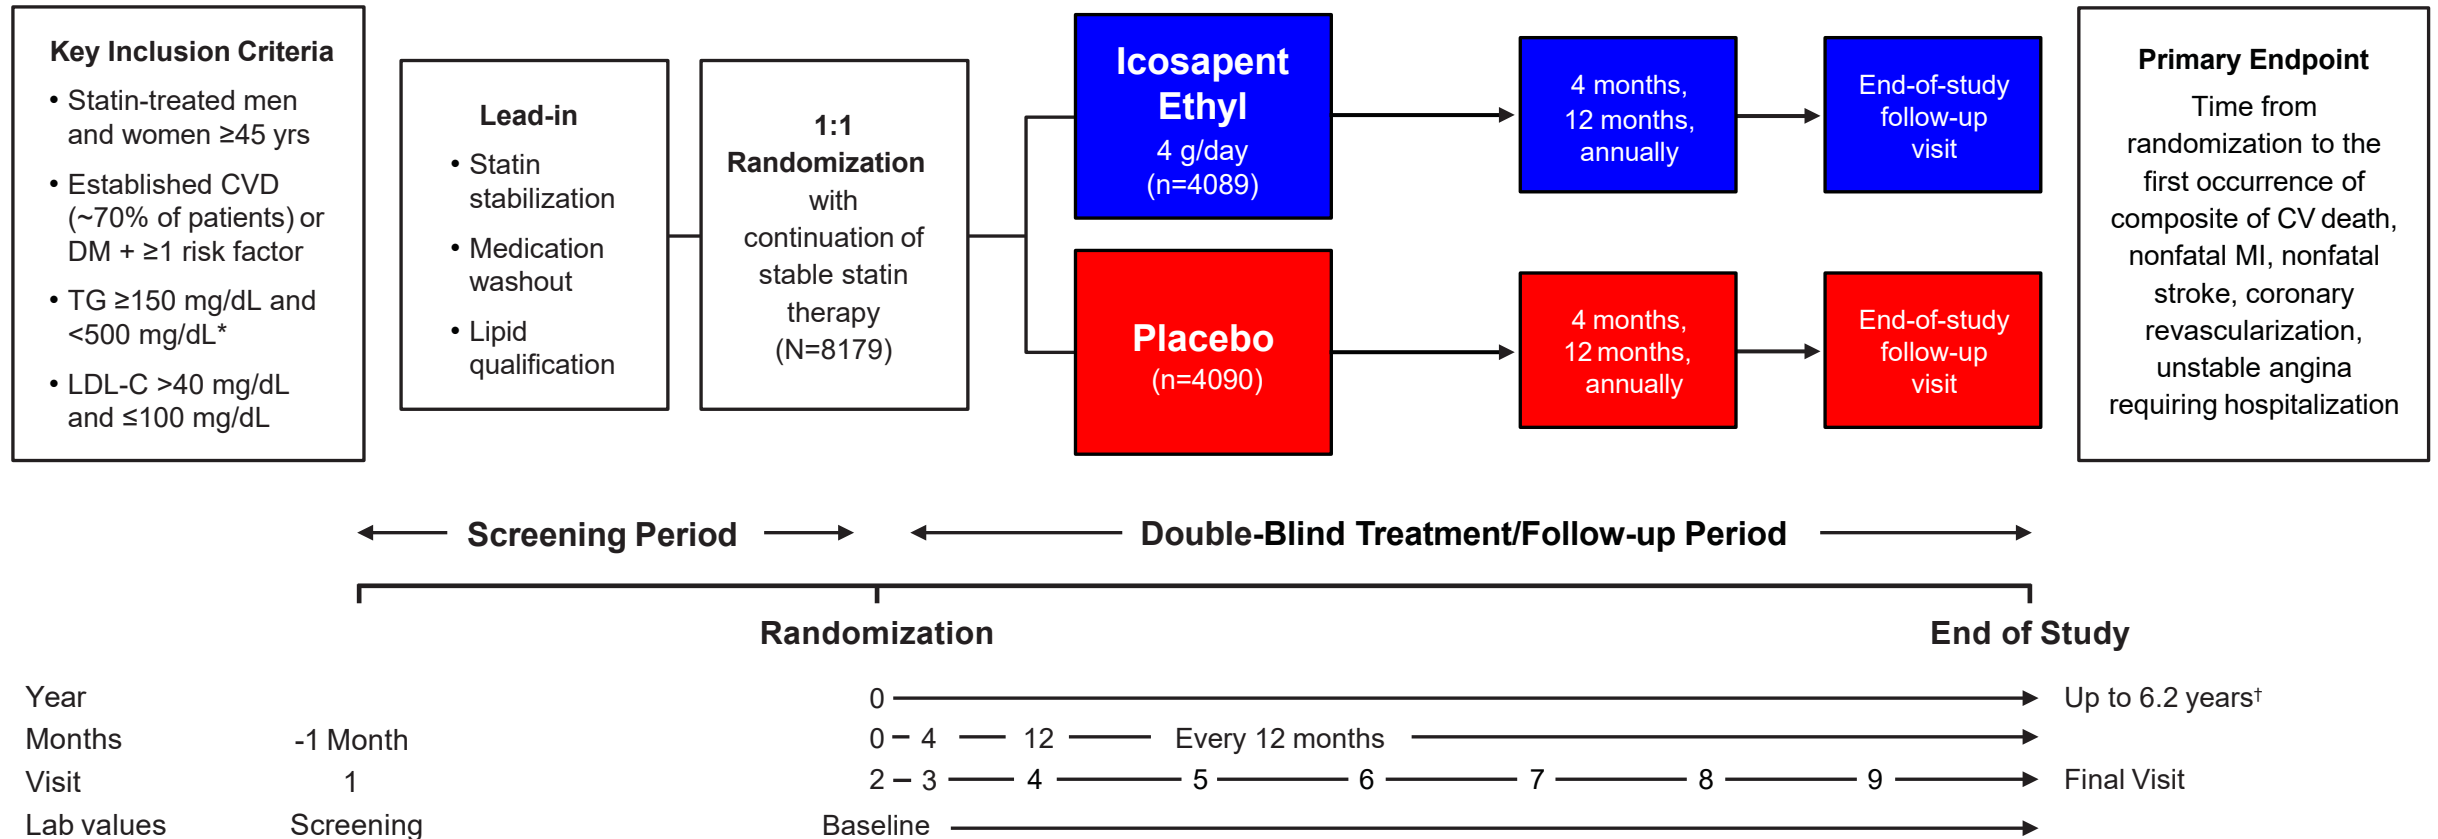 Key Inclusion Criteria
• Statin-treated men
and women ≥45 yrs
• Established CVD
(~70% of patients) or
DM + ≥1 risk factor
• TG ≥150 mg/dL and
<500 mg/dL*
• LDL-C >40 mg/dL
and ≤100 mg/dL
Lead-in
• Statin
stabilization
• Medication
washout
• Lipid
qualification
1:1
Randomization
with
continuation of
stable statin
therapy
(N=8179)
Icosapent
Ethyl
4 g/day
(n=4089)
4 months,
12 months,
annually
End-of-study
follow-up
visit
Placebo
(n=4090)
4 months,
12 months,
annually
End-of-study
follow-up
visit
Primary Endpoint
Time from
randomization to the
first occurrence of
composite of CV death,
nonfatal MI, nonfatal
stroke, coronary
revascularization,
unstable angina
requiring hospitalization
Screening Period
Double-Blind Treatment/Follow-up Period
Randomization
End of Study
Year 0 Up to 6.2 years†
Months -1 Month 0 4 12 Every 12 months
Visit 1 2 3 4 5 6 7 8 9 Final Visit
Lab values Screening Baseline